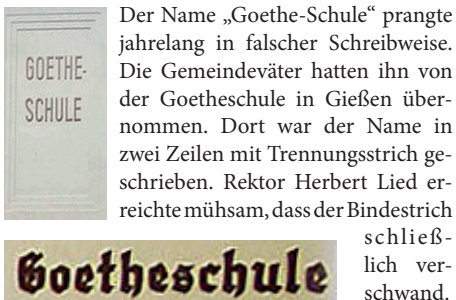 GOETHE-
SCHULE
Der Name „Goethe-Schule“ prangte
jahrelang in falscher Schreibweise.
Die Gemeindeväter hatten ihn von
der Goetheschule in Gießen über-
nommen. Dort war der Name in
zwei Zeilen mit Trennungsstrich ge-
schrieben. Rektor Herbert Lied er-
reichte mühsam, dass der Bindestrich
schließ-
lich ver-
schwand.
Goetheschule